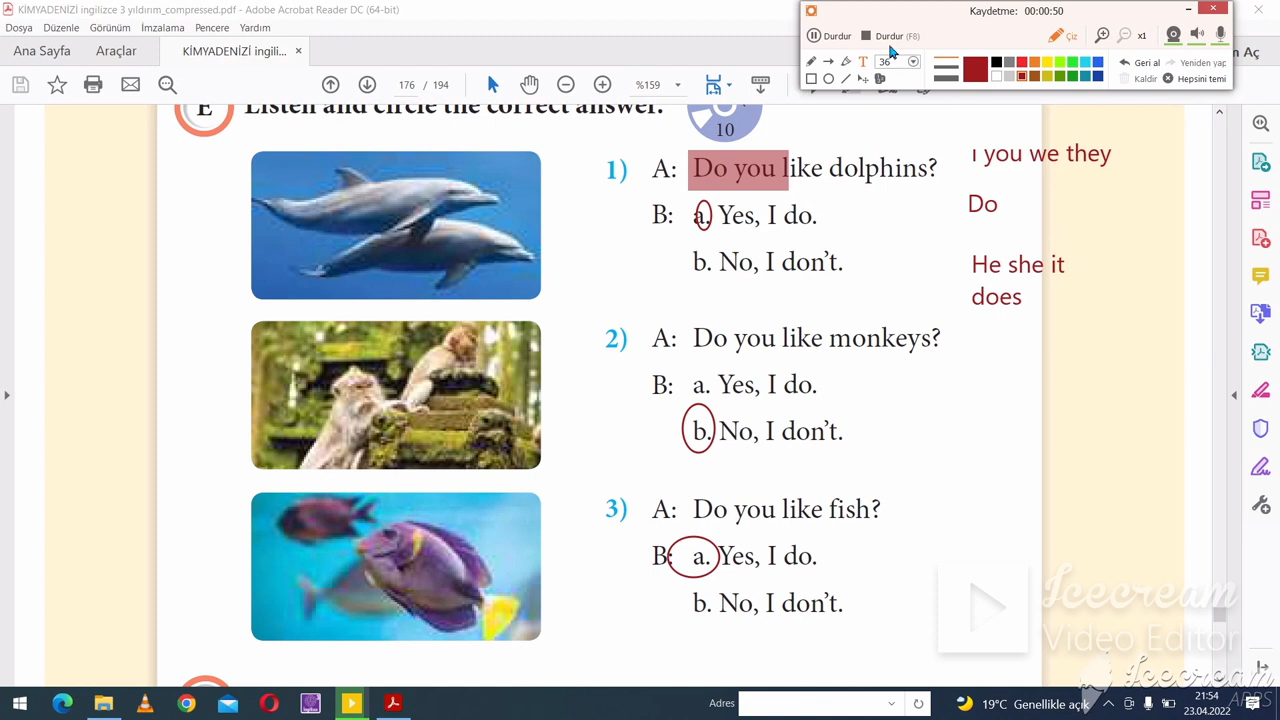 KİMYADENİZİ ingilizce 3 yıldırım_compressed.pdf - Adobe Acrobat Reader DC (64-bit)
Dosya Düzenle Görünüm İmzalama Pencere Yardım
Ana Sayfa Araçlar KİMYADENİZİ ingili... ×
176 / 194 %159
Kaydetme: 00:00:50
Durdur Durdur (F8) Çiz x1
T 36 Geri al Yeniden yap
Kaldır Hepsini temi
E Listen and circle the correct answer.
10
1) A: Do you like dolphins?
B: a. Yes, I do.
b. No, I don't.
2) A: Do you like monkeys?
B: a. Yes, I do.
b. No, I don't.
3) A: Do you like fish?
B: a. Yes, I do.
b. No, I don't.
I you we they
Do
He she it
does
Icecream
Video Editor
Icecream
APPS
Adres
19°C Genellikle açık
21:54
23.04.2022